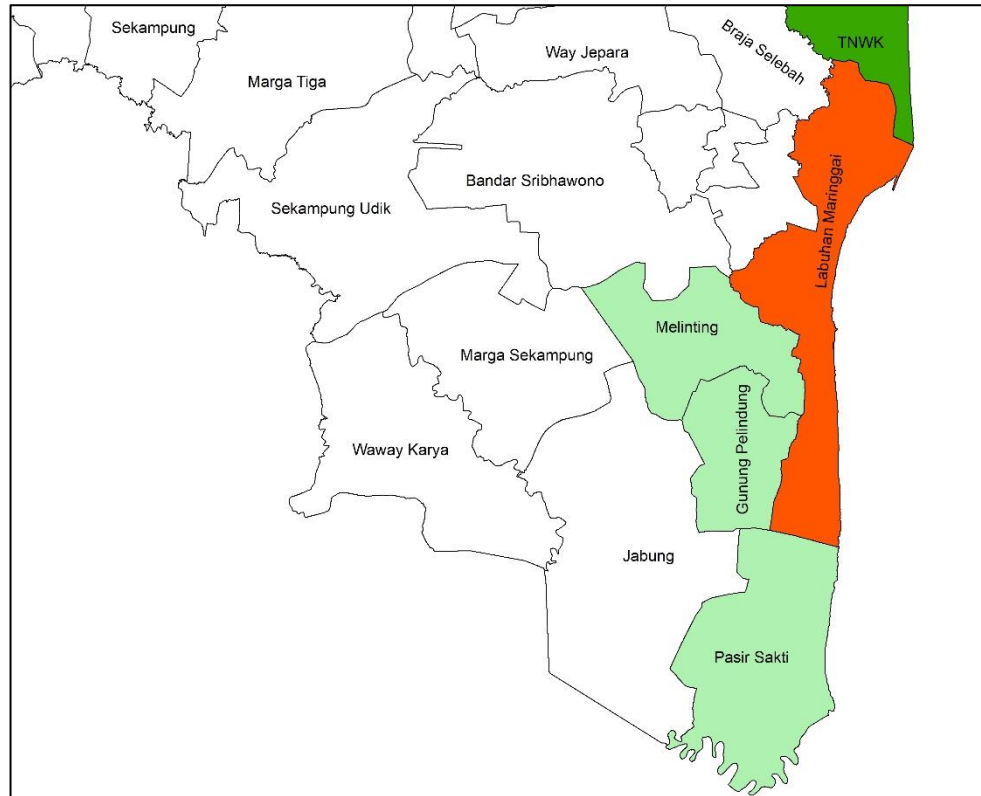 Sekampung
TNWK
Braja Selebah
Way Jepara
Marga Tiga
Bandar Sribhawono
Labuhan Maringgai
Sekampung Udik
Melinting
Marga Sekampung
Gunung Pelindung
Waway Karya
Jabung
Pasir Sakti